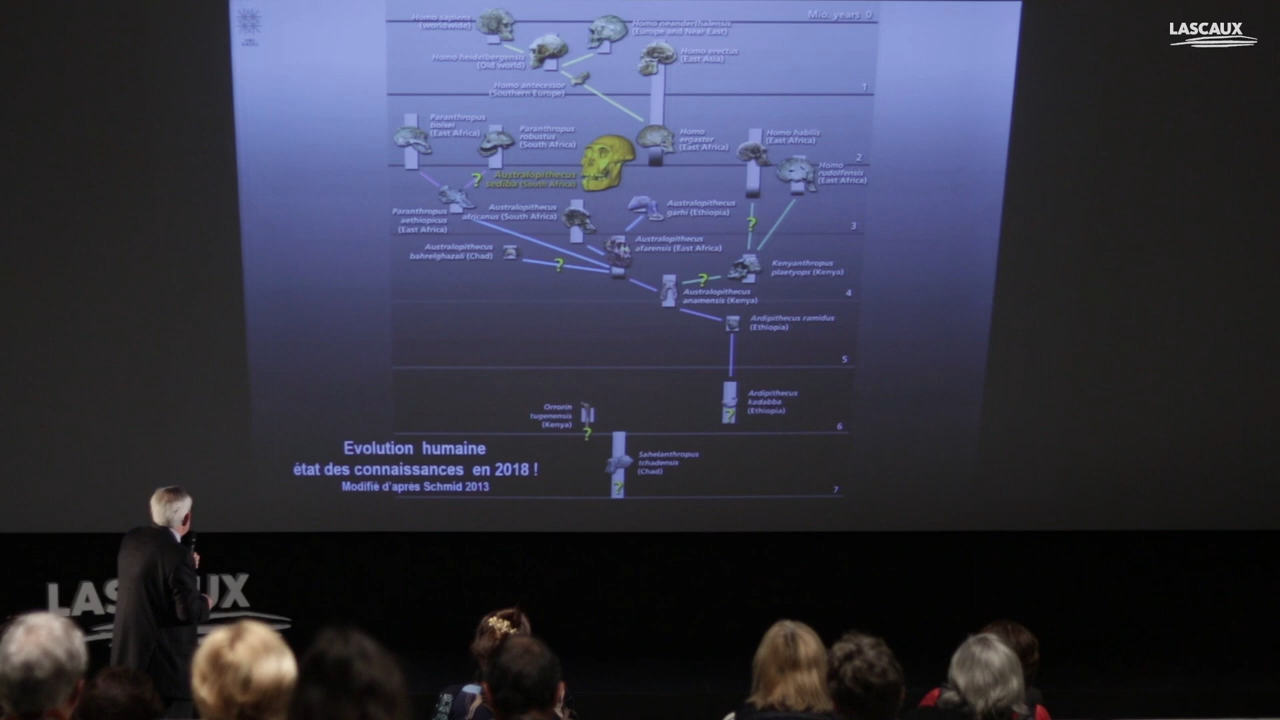 LASCAUX
Mio. years 0
Homo sapiens
(worldwide)
Homo neanderthalensis
(Europe and Near East)
Homo heidelbergensis
(Old World)
Homo erectus
(East Asia)
Homo antecessor
(Southern Europe)
1
Paranthropus
boisei
(East Africa)
Paranthropus
robustus
(South Africa)
Homo
ergaster
(East Africa)
Homo habilis
(East Africa)
2
Australopithecus
sediba (South Africa)
?
Homo
rudolfensis
(East Africa)
Paranthropus
aethiopicus
(East Africa)
Australopithecus
africanus (South Africa)
Australopithecus
garhi (Ethiopia)
?
3
Australopithecus
bahrelghazali (Chad)
?
Australopithecus
afarensis (East Africa)
Kenyanthropus
platyops (Kenya)
?
Australopithecus
anamensis (Kenya)
4
Ardipithecus ramidus
(Ethiopia)
5
Orrorin
tugenensis
(Kenya)
?
Ardipithecus
kadabba
(Ethiopia)
?
6
Sahelanthropus
tchadensis
(Chad)
?
7
Evolution humaine
état des connaissances en 2018 !
Modifié d'après Schmid 2013